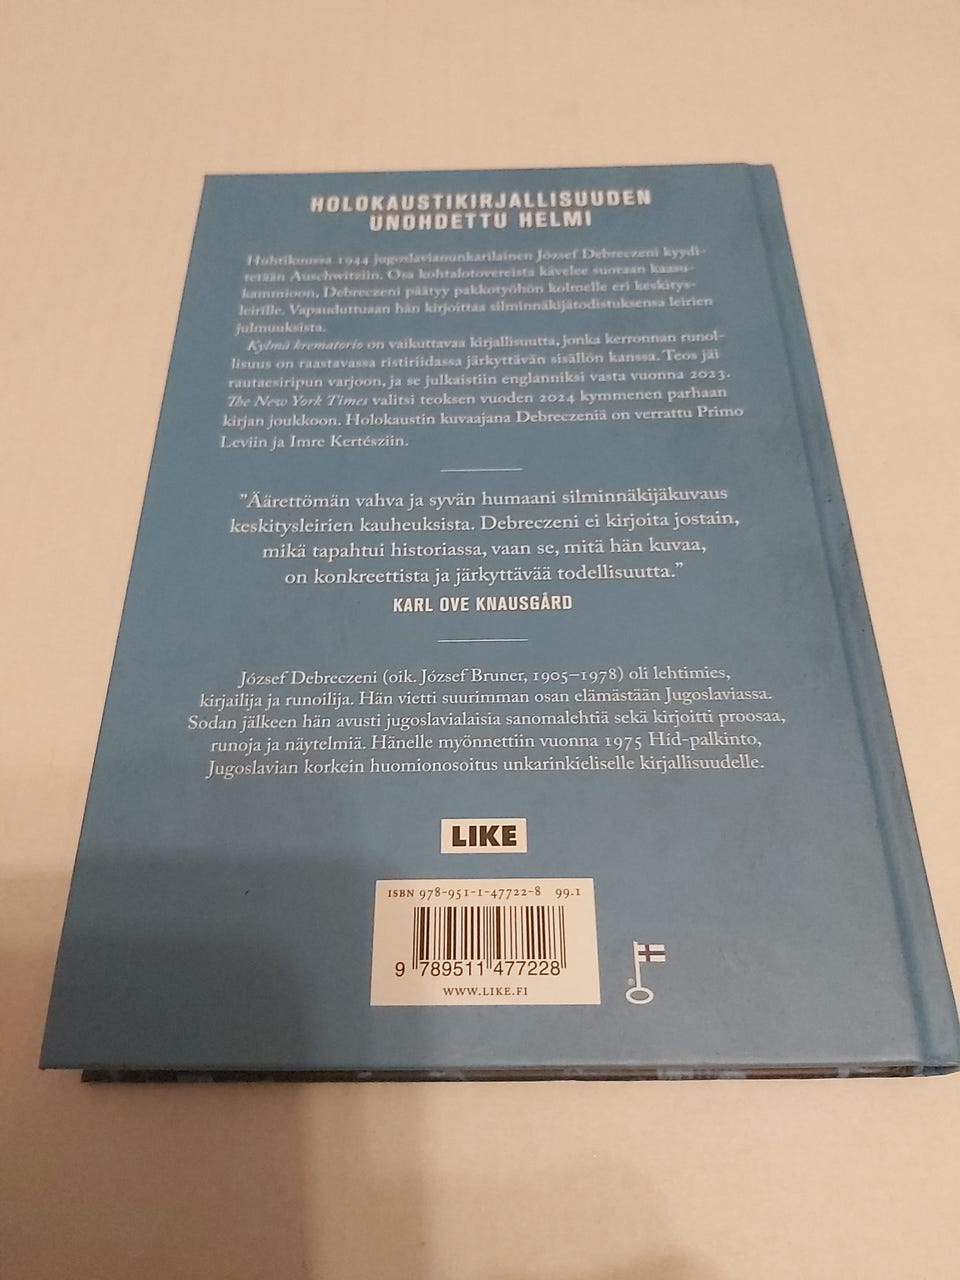 HOLOKAUSTIKIRJALLISUUDEN
UNOHDETTU HELMI
Huhtikuussa 1944 jugoslavianunkarilainen József Debreczeni kyydi-
tetään Auschwitziin. Osa kohtalotovereista kävelee suoraan kaasu-
kammioon, Debreczeni päätyy pakkotyöhön kolmelle eri keskitys-
leirille. Vapauduttuaan hän kirjoittaa silminnäkijätodistuksensa leirien
julmuuksista.
Kylmä krematorio on vaikuttavaa kirjallisuutta, jonka kerronnan runol-
lisuus on raastavassa ristiriidassa järkyttävän sisällön kanssa. Teos jäi
rautaesiripun varjoon, ja se julkaistiin englanniksi vasta vuonna 2023.
The New York Times valitsi teoksen vuoden 2024 kymmenen parhaan
kirjan joukkoon. Holokaustin kuvaajana Debreczeniä on verrattu Primo
Leviin ja Imre Kertésziin.
"Äärettömän vahva ja syvän humaani silminnäkijäkuvaus
keskitysleirien kauheuksista. Debreczeni ei kirjoita jostain,
mikä tapahtui historiassa, vaan se, mitä hän kuvaa,
on konkreettista ja järkyttävää todellisuutta."
KARL OVE KNAUSGÅRD
József Debreczeni (oik. József Bruner, 1905–1978) oli lehtimies,
kirjailija ja runoilija. Hän vietti suurimman osan elämästään Jugoslaviassa.
Sodan jälkeen hän avusti jugoslavialaisia sanomalehtiä sekä kirjoitti proosaa,
runoja ja näytelmiä. Hänelle myönnettiin vuonna 1975 Híd-palkinto,
Jugoslavian korkein huomionosoitus unkarinkieliselle kirjallisuudelle.
LIKE
ISBN 978-951-1-47722-8 99.1
9 789511 477228
WWW.LIKE.FI